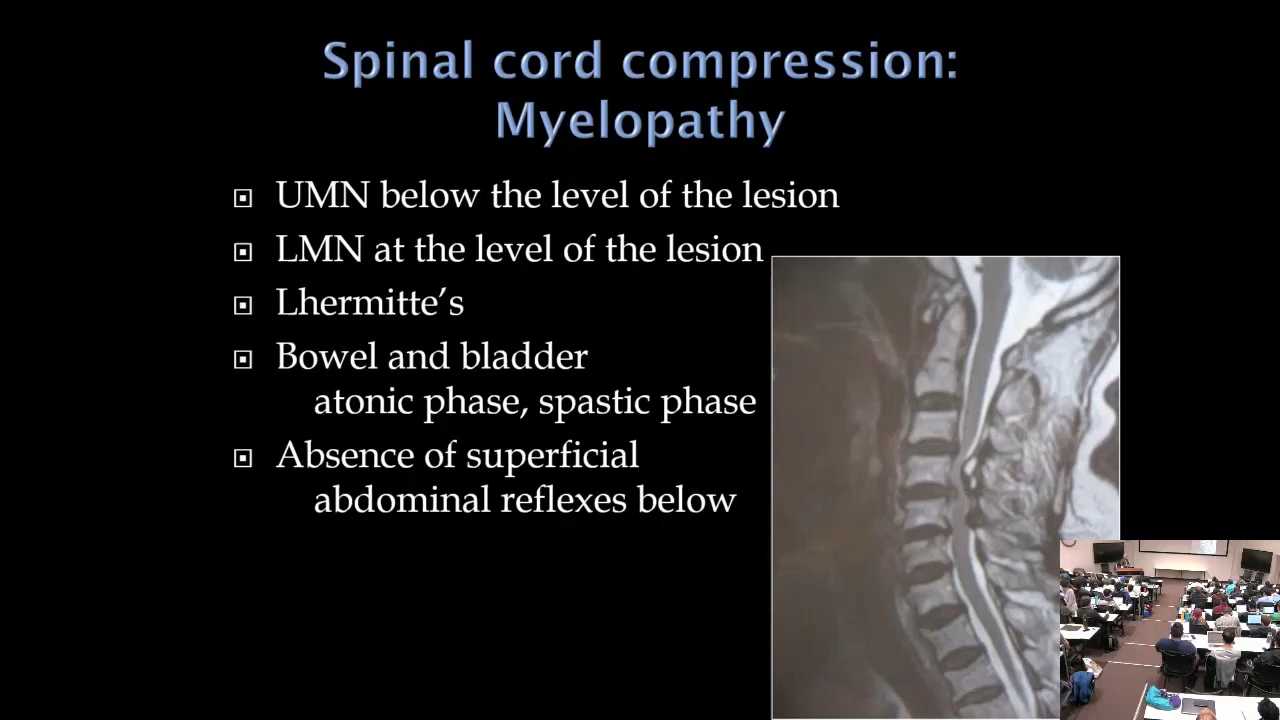 Spinal cord compression:
Myelopathy
UMN below the level of the lesion
LMN at the level of the lesion
Lhermitte’s
Bowel and bladder
atonic phase, spastic phase
Absence of superficial
abdominal reflexes below